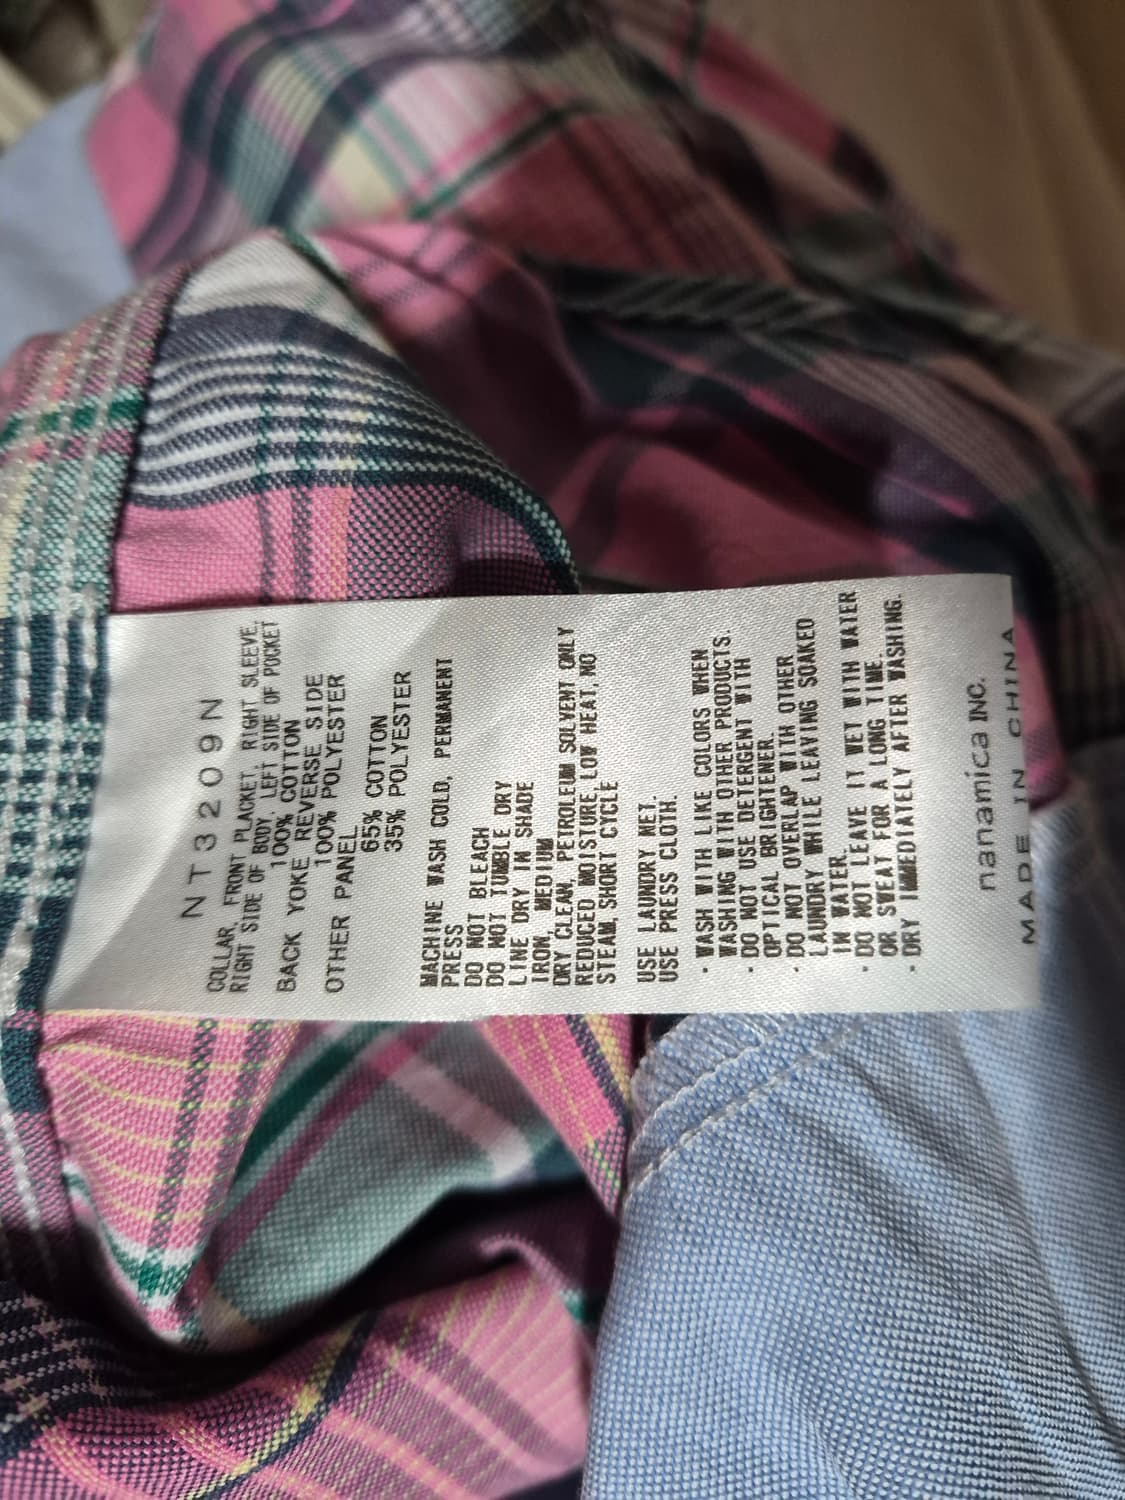 NT3209N
COLLAR, FRONT PLACKET, RIGHT SLEEVE,
RIGHT SIDE OF BODY, LEFT SIDE OF POCKET
100% COTTON
BACK YOKE REVERSE SIDE
100% POLYESTER
OTHER PANEL
65% COTTON
35% POLYESTER
MACHINE WASH COLD, PERMANENT
PRESS
DO NOT BLEACH
DO NOT TUMBLE DRY
LINE DRY IN SHADE
IRON, MEDIUM
DRY CLEAN, PETROLEUM SOLVENT ONLY
REDUCED MOISTURE LOW HEAT, NO
STEAM, SHORT CYCLE
USE LAUNDRY NET.
USE PRESS CLOTH.
・WASH WITH LIKE COLORS WHEN
WASHING WITH OTHER PRODUCTS.
・DO NOT USE DETERGENT WITH
OPTICAL BRIGHTENER.
・DO NOT OVERLAP WITH OTHER
LAUNDRY WHILE LEAVING SOAKED
IN WATER.
・DO NOT LEAVE IT WET WITH WATER
OR SWEAT FOR A LONG TIME.
・DRY IMMEDIATELY AFTER WASHING.
nanamica INC.
MADE IN CHINA